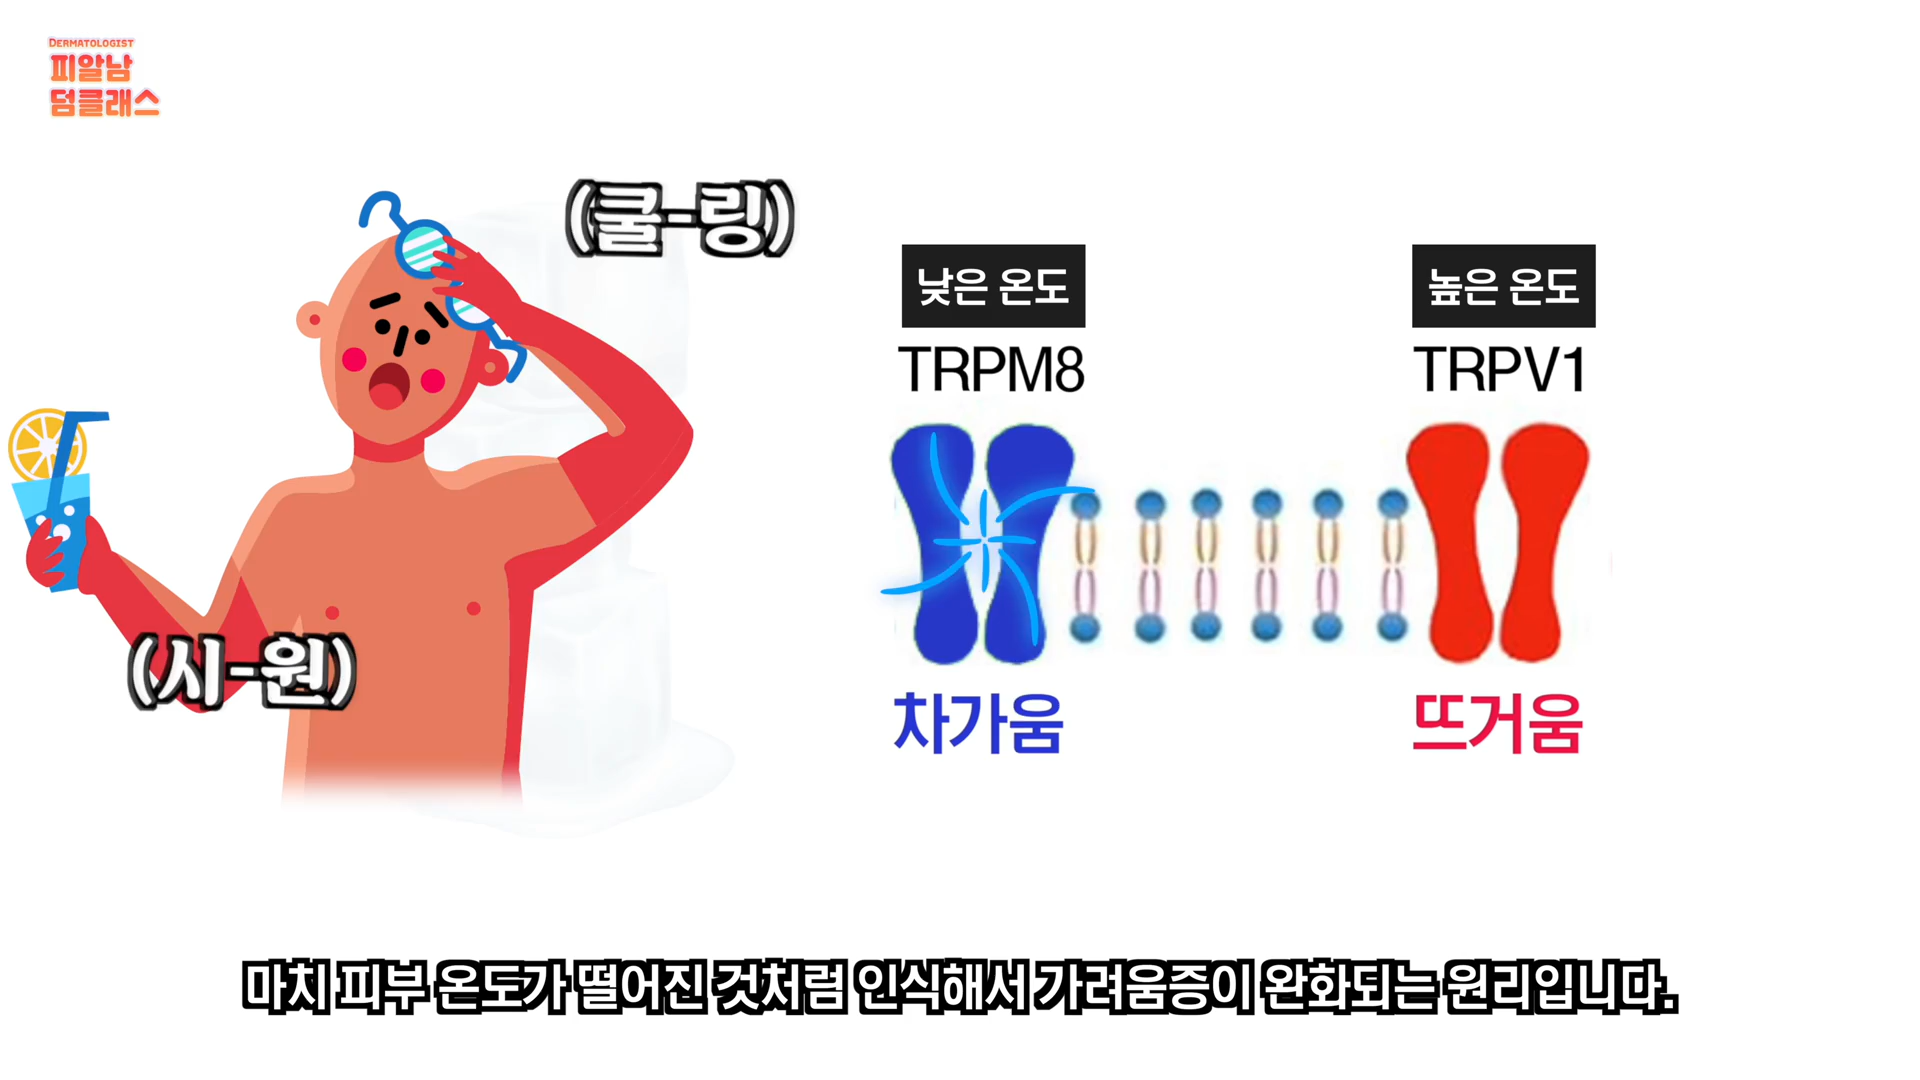 DERMATOLOGIST
피알남
덤클래스
(쿨-링)
(시-원)
낮은 온도
TRPM8
차가움
높은 온도
TRPV1
뜨거움
마치 피부 온도가 떨어진 것처럼 인식해서 가려움증이 완화되는 원리입니다.